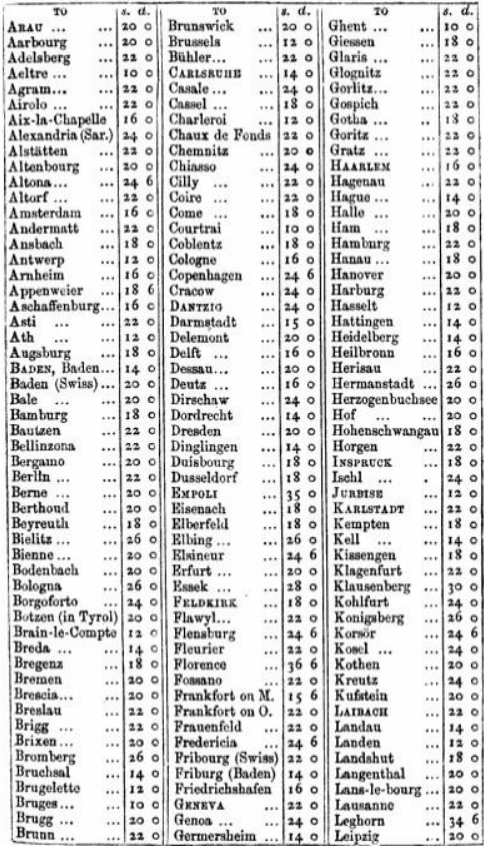 TO s. d.
ARAU ... ... 20 0
Aarbourg ... 20 0
Adelsberg ... 22 0
Aeltre ... ... 10 0
Agram... ... 22 0
Airolo ... ... 22 0
Aix-la-Chapelle 16 0
Alexandria (Sar.) 24 0
Alstätten ... 22 0
Altenbourg ... 20 0
Altona... ... 24 6
Altorf ... ... 22 0
Amsterdam ... 16 0
Andermatt ... 22 0
Ansbach ... 18 0
Antwerp ... 12 0
Arnheim ... 16 0
Appenweier ... 18 6
Aschaffenburg... 16 0
Asti ... ... 22 0
Ath ... ... 12 0
Augsburg ... 18 0
BADEN, Baden... 14 0
Baden (Swiss)... 20 0
Bale ... ... 20 0
Bamburg ... 18 0
Bautzen ... 22 0
Bellinzona ... 22 0
Bergamo ... 20 0
Berlin ... ... 22 0
Berne ... ... 20 0
Berthoud ... 20 0
Beyreuth ... 18 0
Bielitz ... ... 26 0
Bienne ... ... 20 0
Bodenbach ... 20 0
Bologna ... 26 0
Borgoforto ... 24 0
Botzen (in Tyrol) 20 0
Brain-le-Compte 12 0
Breda ... ... 14 0
Bregenz ... 18 0
Bremen ... 20 0
Brescia... ... 20 0
Breslau ... 22 0
Brigg ... ... 22 0
Brixen ... ... 20 0
Bromberg ... 26 0
Bruchsal ... 14 0
Brugelette ... 12 0
Bruges... ... 10 0
Brugg ... ... 20 0
Brunn ... ... 22 0
TO s. d.
Brunswick ... 20 0
Brussels ... 12 0
Bühler... ... 22 0
CARLSRUHE ... 14 0
Casale ... ... 24 0
Cassel ... ... 18 0
Charleroi ... 12 0
Chaux de Fonds 22 0
Chemnitz ... 20 0
Chiasso ... 24 0
Cilly ... ... 22 0
Coire ... ... 22 0
Come ... ... 18 0
Courtrai ... 10 0
Coblentz ... 18 0
Cologne ... 16 0
Copenhagen ... 24 6
Cracow ... 24 0
DANTZIG ... 24 0
Darmstadt ... 15 0
Delemont ... 20 0
Delft ... ... 16 0
Dessau... ... 20 0
Deutz ... ... 16 0
Dirschaw ... 24 0
Dordrecht ... 14 0
Dresden ... 20 0
Dinglingen ... 14 0
Duisbourg ... 18 0
Dusseldorf ... 18 0
EMPOLI ... 35 0
Eisenach ... 18 0
Elberfeld ... 18 0
Elbing ... ... 26 0
Elsineur ... 24 6
Erfurt ... ... 20 0
Essek ... ... 28 0
FELDKIRK ... 18 0
Flawyl... ... 22 0
Flensburg ... 24 6
Fleurier ... 22 0
Florence ... 36 6
Fossano ... 22 0
Frankfort on M. 15 6
Frankfort on O. 22 0
Frauenfeld ... 22 0
Fredericia ... 24 6
Fribourg (Swiss) 22 0
Friburg (Baden) 14 0
Friedrichshafen 16 0
GENEVA ... 22 0
Genoa ... ... 24 0
Germersheim ... 14 0
TO s. d.
Ghent ... ... 10 0
Giessen ... 18 0
Glaris ... ... 22 0
Glognitz ... 22 0
Gorlitz... ... 22 0
Gospich ... 22 0
Gotha ... ... 18 0
Goritz ... ... 22 0
Gratz ... ... 22 0
HAARLEM ... 16 0
Hagenau ... 22 0
Hague ... ... 14 0
Halle ... ... 20 0
Ham ... ... 18 0
Hamburg ... 22 0
Hanau ... ... 18 0
Hanover ... 20 0
Harburg ... 22 0
Hasselt ... 12 0
Hattingen ... 14 0
Heidelberg ... 14 0
Heilbronn ... 16 0
Herisau ... 22 0
Hermanstadt ... 26 0
Herzogenbuchsee 20 0
Hof ... ... 20 0
Hohenschwangau 18 0
Horgen ... 22 0
INSPRUCK ... 18 0
Ischl ... . 24 0
JURBISE ... 12 0
KARLSTADT ... 22 0
Kempten ... 18 0
Kell ... ... 14 0
Kissengen ... 18 0
Klagenfurt ... 22 0
Klausenberg ... 30 0
Kohlfurt ... 24 0
Konigsberg ... 26 0
Korsör ... 24 6
Kosel ... ... 24 0
Kothen ... 20 0
Kreutz ... 24 0
Kufstein ... 20 0
LAIBACH ... 22 0
Landau ... 14 0
Landen ... 12 0
Landshut ... 18 0
Langenthal ... 20 0
Lans-le-bourg ... 20 0
Lausanne ... 22 0
Leghorn ... 34 6
Leipzig ... 20 0